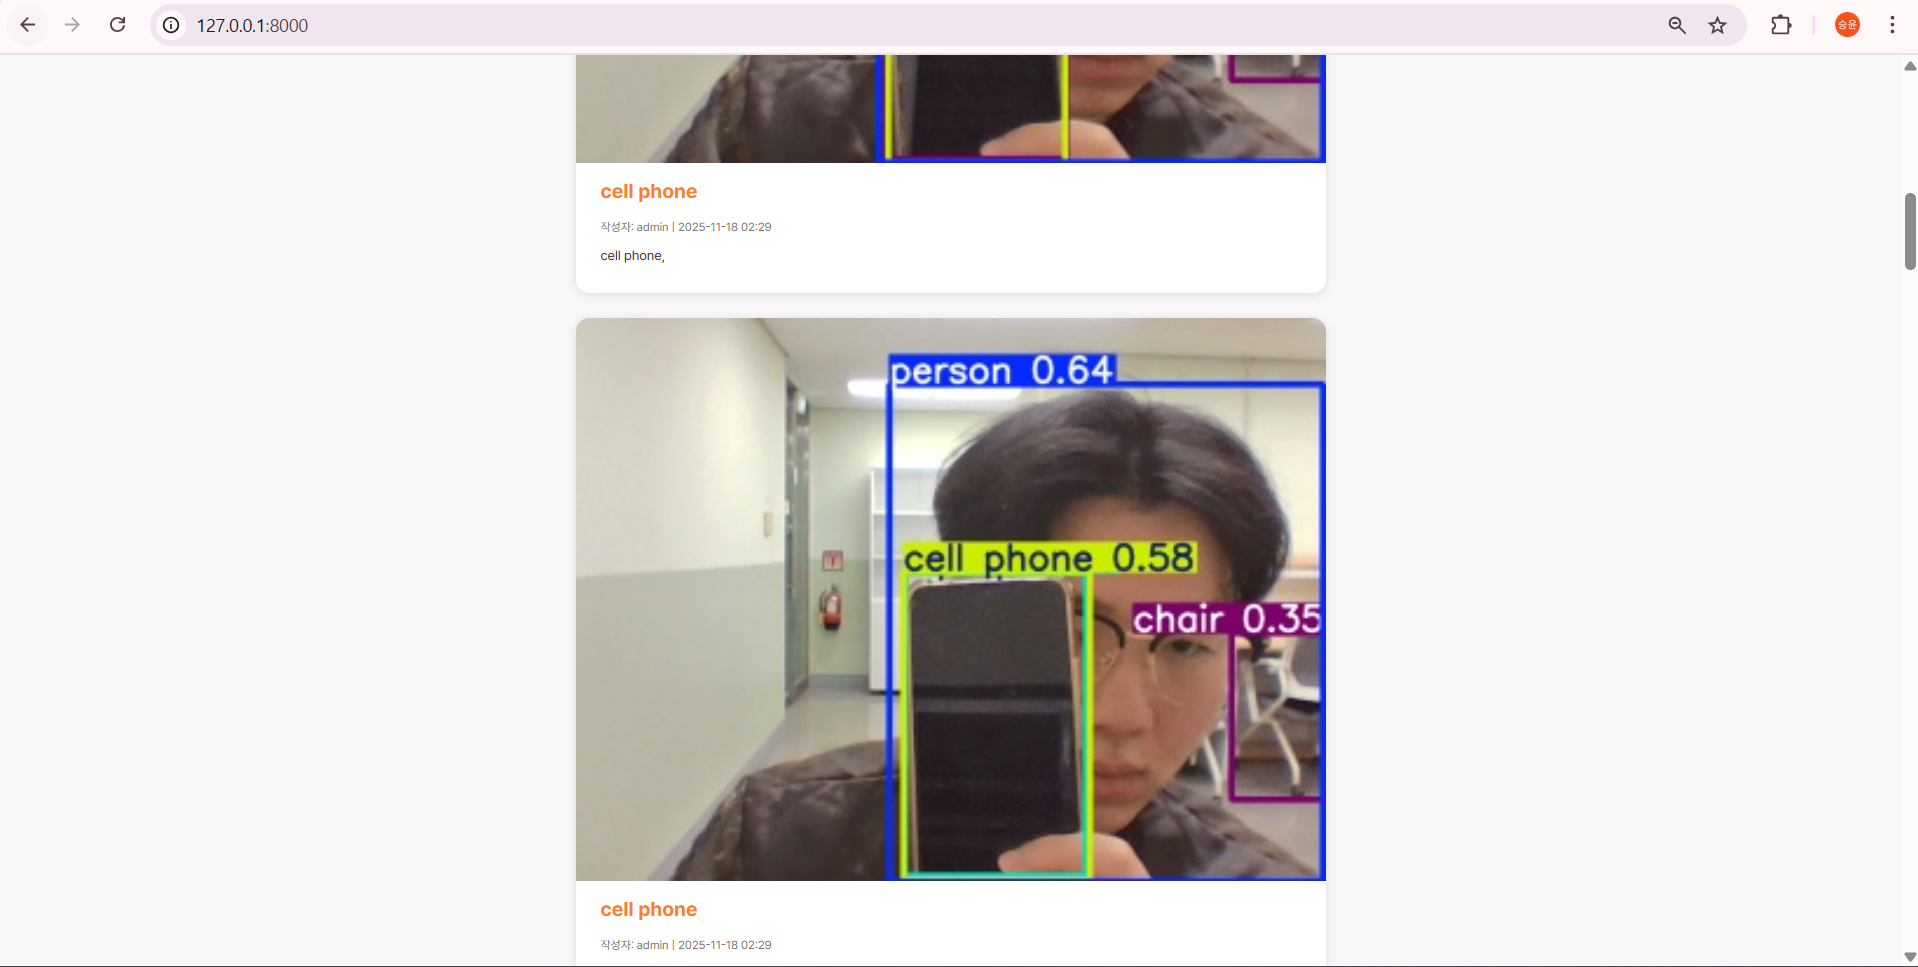 127.0.0.1:8000
승윤
cell phone
작성자: admin | 2025-11-18 02:29
cell phone,
person 0.64
cell phone 0.58
chair 0.35
cell phone
작성자: admin | 2025-11-18 02:29